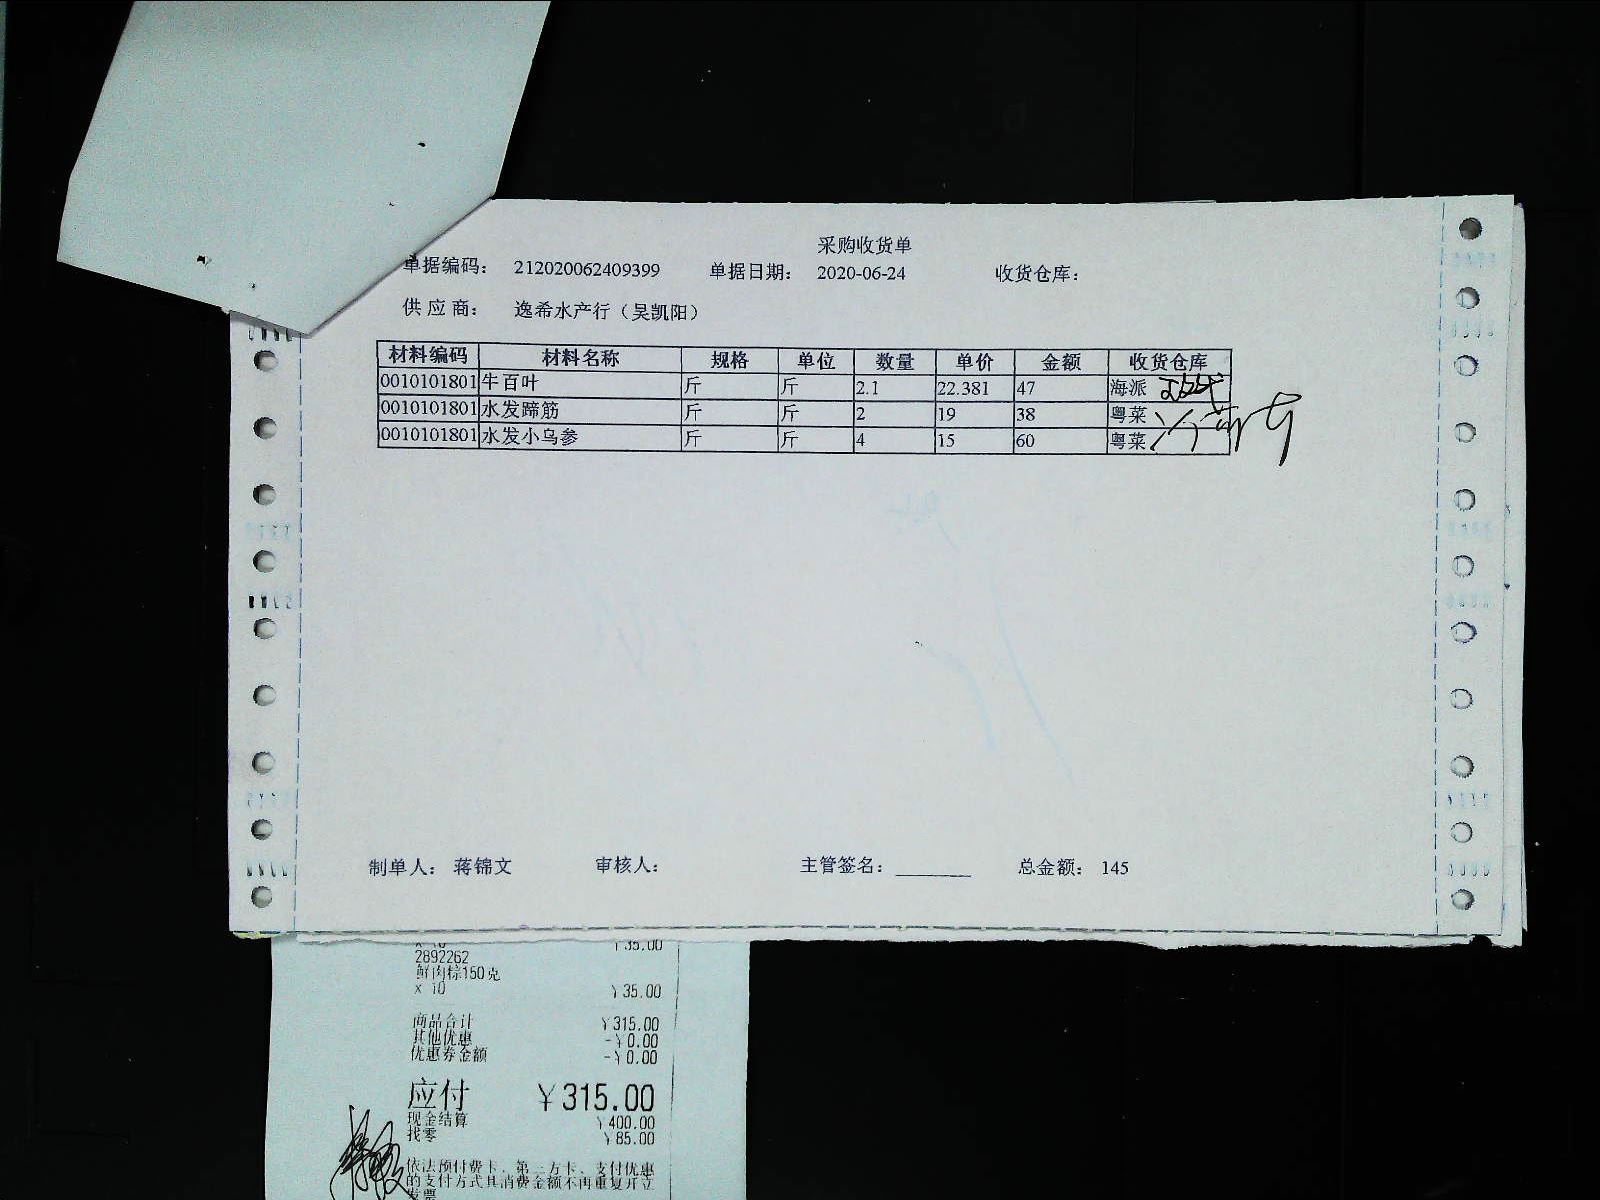 采购收货单
单据编码： 212020062409399 单据日期： 2020-06-24 收货仓库：
供 应 商： 逸希水产行（吴凯阳）
材料编码 材料名称 规格 单位 数量 单价 金额 收货仓库
0010101801 牛百叶 斤 斤 2.1 22.381 47 海派
0010101801 水发蹄筋 斤 斤 2 19 38 粤菜
0010101801 水发小乌参 斤 斤 4 15 60 粤菜
制单人： 蒋锦文 审核人： 主管签名： 总金额： 145
2892262
鲜肉粽150克
x 10 ¥35.00
商品合计 ¥315.00
其他优惠 -¥0.00
优惠券金额 -¥0.00
应付 ¥315.00
现金结算 ¥400.00
找零 ¥85.00
依法预付费卡、第三方卡、支付优惠
的支付方式其消费金额不再重复开立
发票